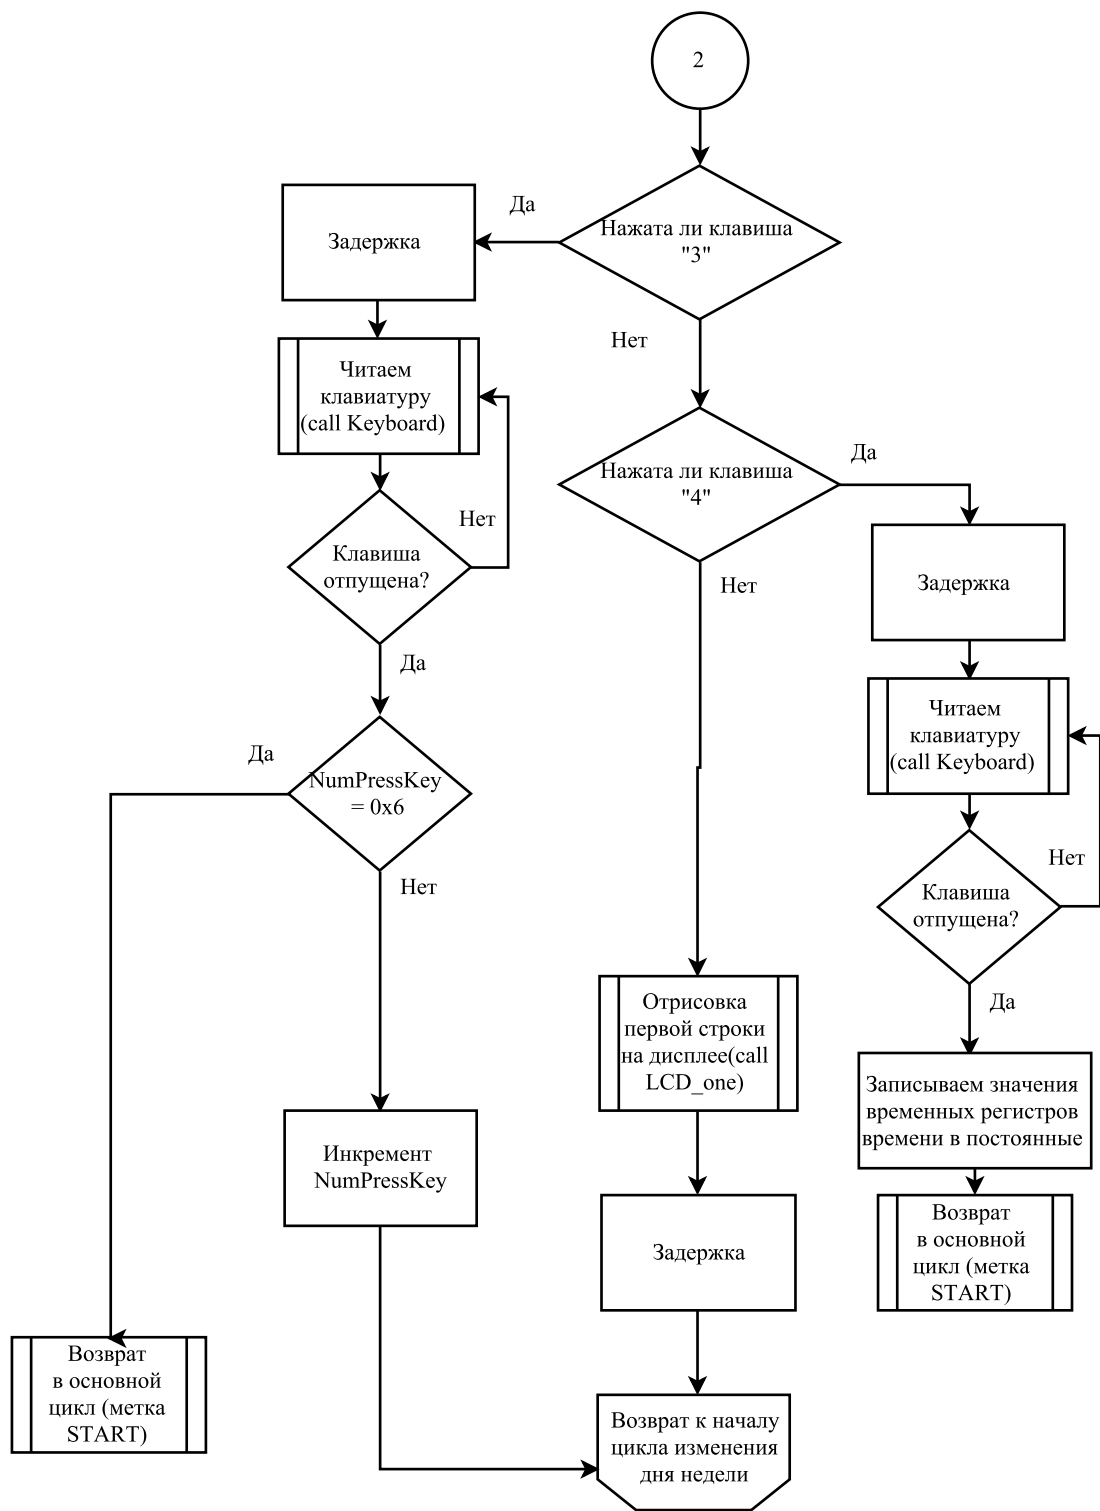 2
Да
Нажата ли клавиша
"3"
Задержка
Нет
Читаем
клавиатуру
(call Keyboard)
Нажата ли клавиша
"4"
Да
Нет
Клавиша
отпущена?
Нет
Задержка
Да
Читаем
клавиатуру
(call Keyboard)
Да
NumPressKey
= 0x6
Нет
Нет
Клавиша
отпущена?
Да
Отрисовка
первой строки
на дисплее(call
LCD_one)
Записываем значения
временных регистров
времени в постоянные
Инкремент
NumPressKey
Задержка
Возврат
в основной
цикл (метка
START)
Возврат
в основной
цикл (метка
START)
Возврат к началу
цикла изменения
дня недели